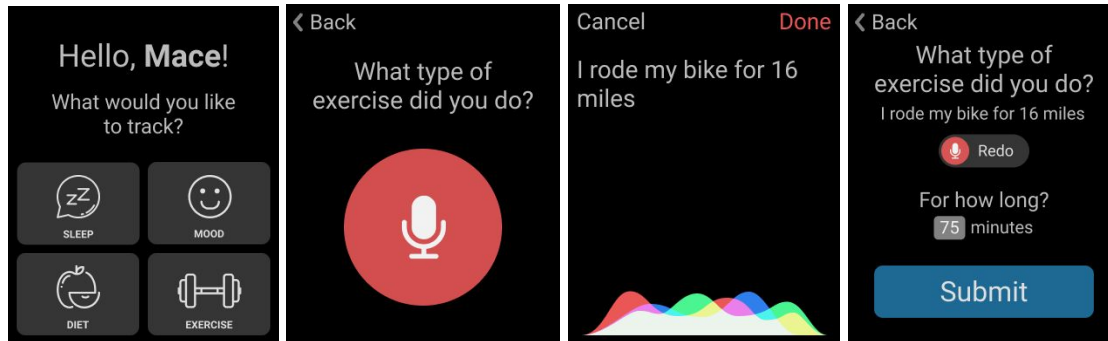 Hello, Mace!
What would you like
to track?
zZ
SLEEP
MOOD
DIET
EXERCISE
Back
What type of
exercise did you do?
Cancel
Done
I rode my bike for 16
miles
Back
What type of
exercise did you do?
I rode my bike for 16 miles
Redo
For how long?
75 minutes
Submit